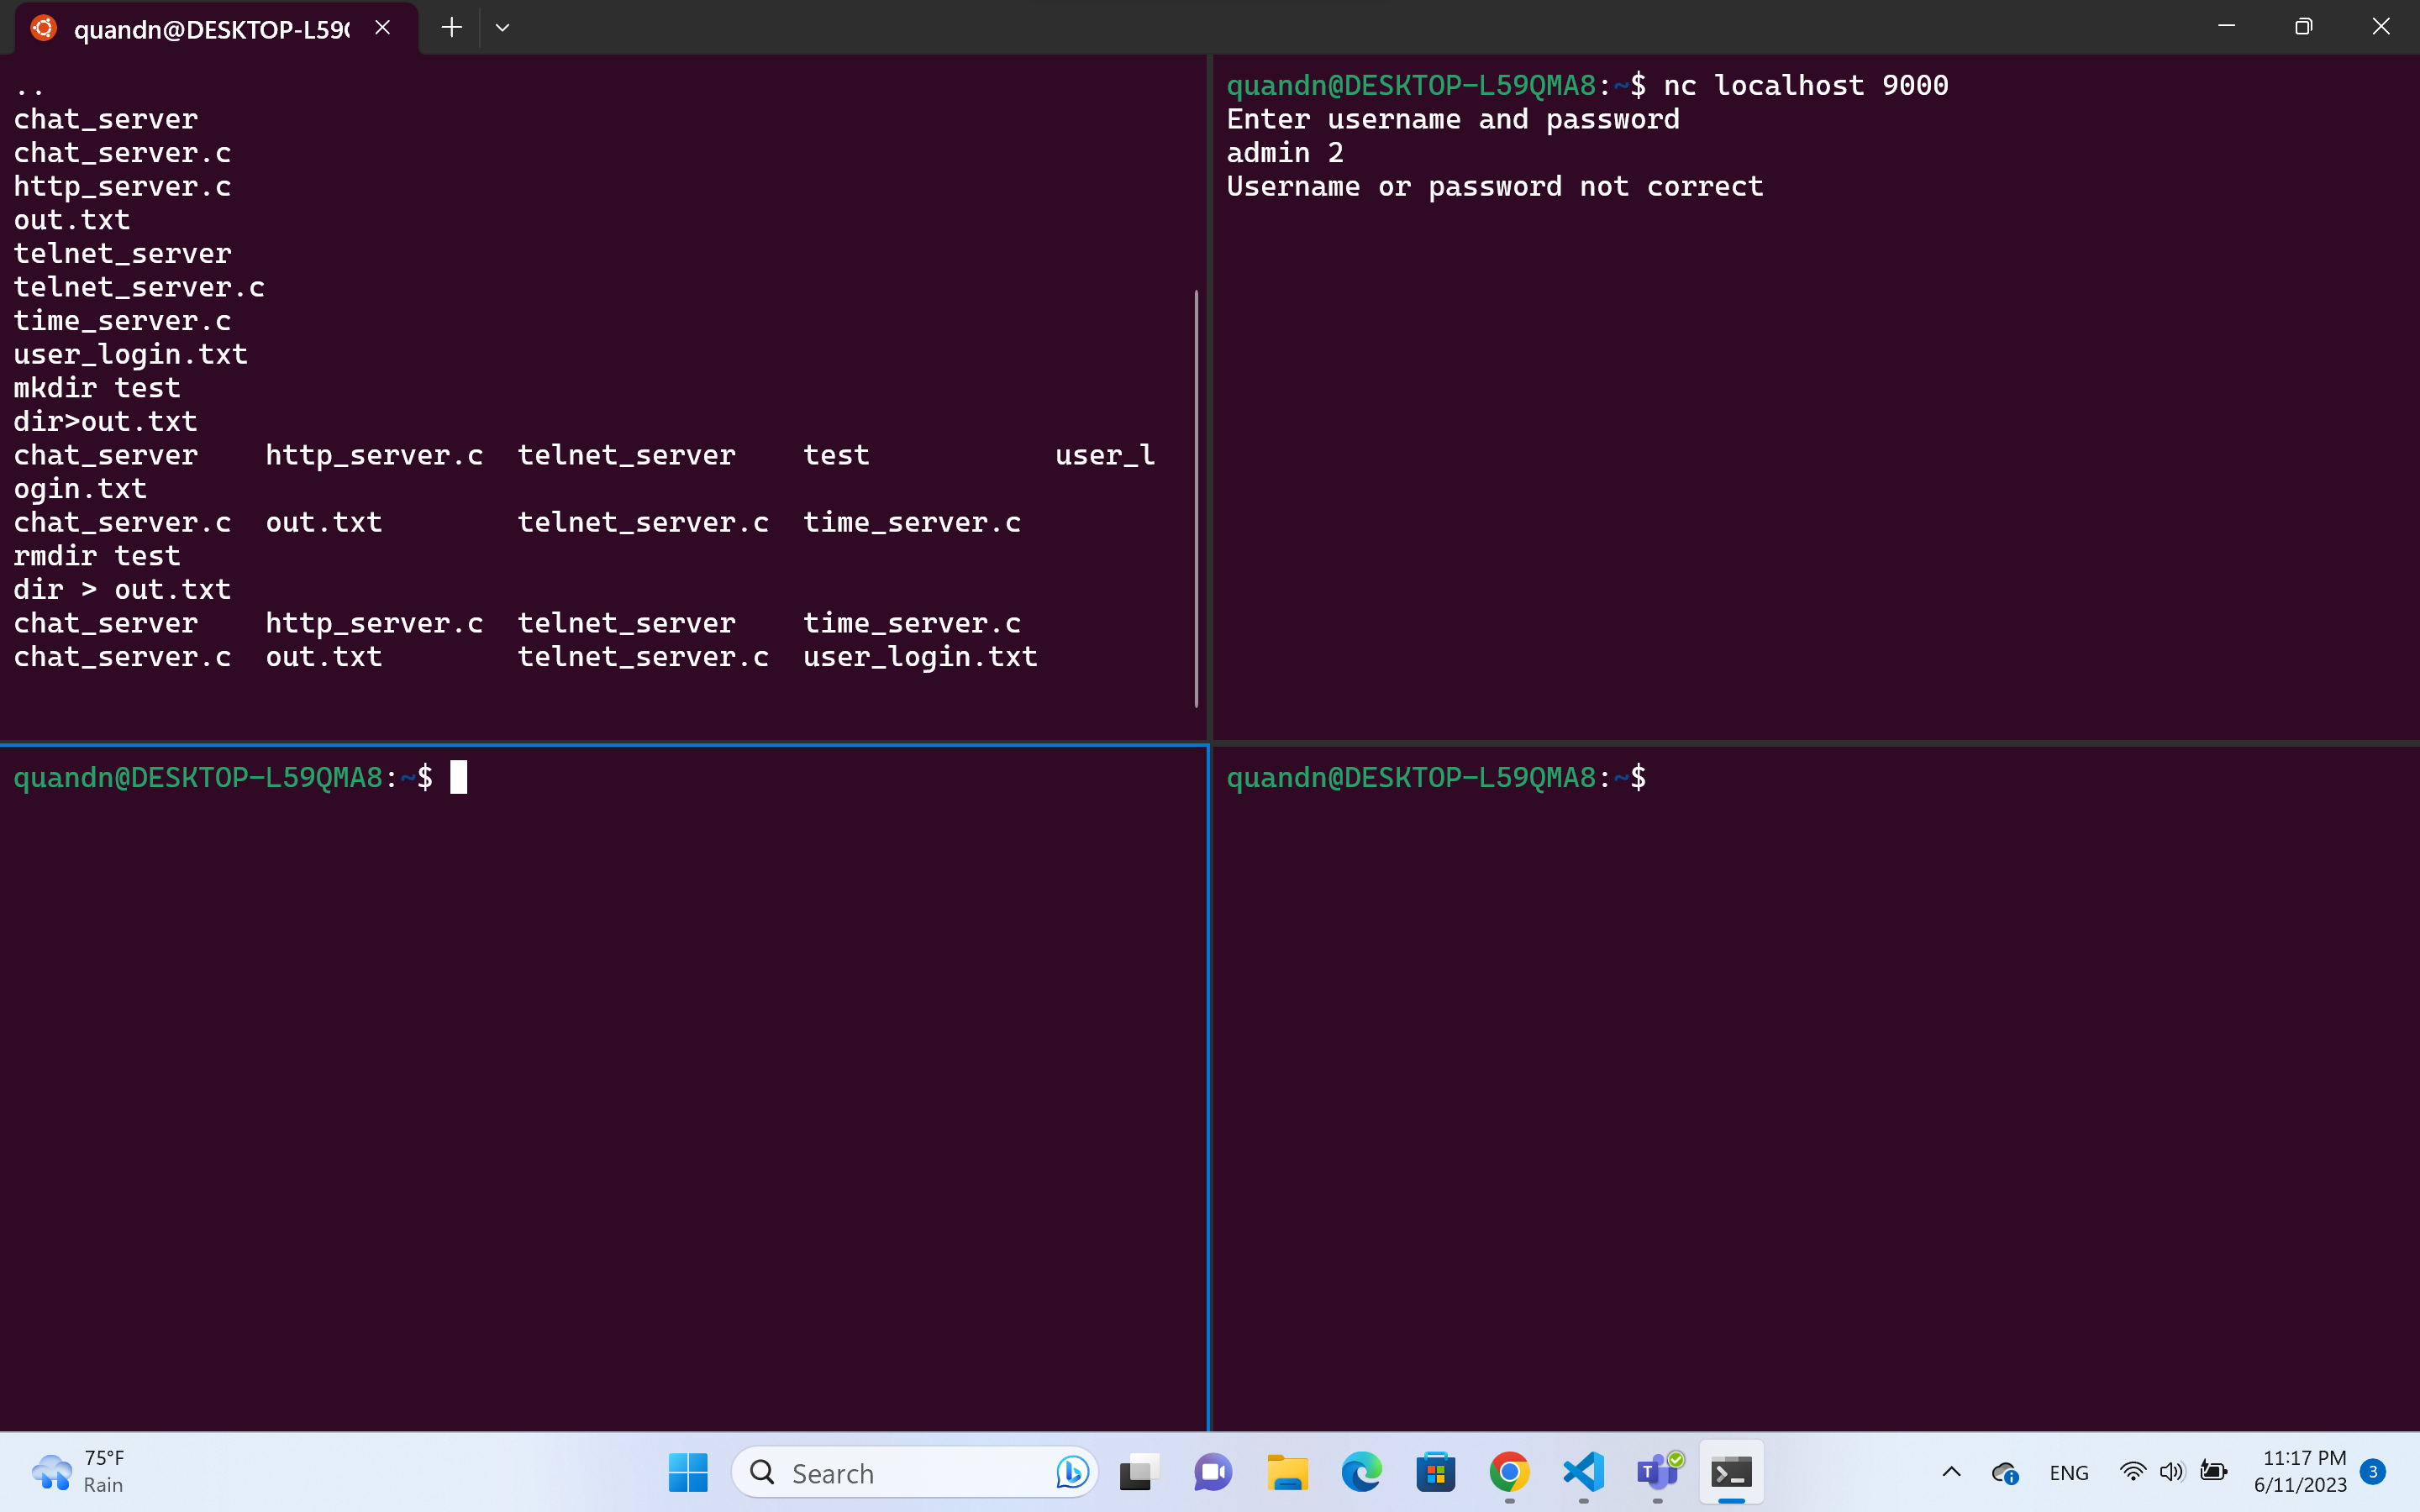 quandn@DESKTOP-L59
..
chat_server
chat_server.c
http_server.c
out.txt
telnet_server
telnet_server.c
time_server.c
user_login.txt
mkdir test
dir>out.txt
chat_server    http_server.c  telnet_server    test           user_l
ogin.txt
chat_server.c  out.txt        telnet_server.c  time_server.c
rmdir test
dir > out.txt
chat_server    http_server.c  telnet_server    time_server.c
chat_server.c  out.txt        telnet_server.c  user_login.txt
quandn@DESKTOP-L59QMA8:~$ nc localhost 9000
Enter username and password
admin 2
Username or password not correct
quandn@DESKTOP-L59QMA8:~$
quandn@DESKTOP-L59QMA8:~$
75°F
Rain
Search
ENG
11:17 PM
6/11/2023
3